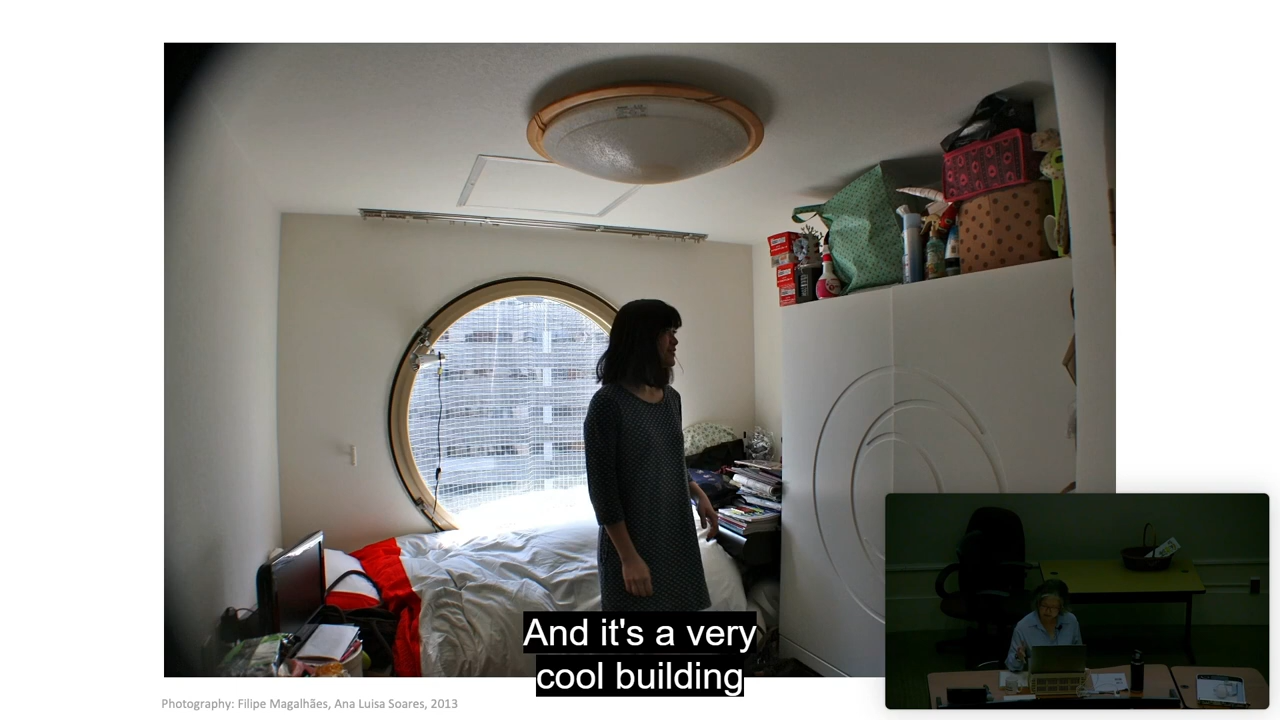 And it's a very
cool building
Photography: Filipe Magalhães, Ana Luisa Soares, 2013